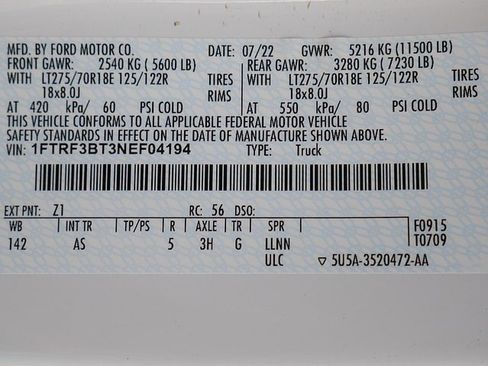 MFD. BY FORD MOTOR CO. DATE: 07/22 GVWR: 5216 KG (11500 LB)
FRONT GAWR: 2540 KG ( 5600 LB) REAR GAWR: 3280 KG ( 7230 LB)
WITH LT275/70R18E 125/122R TIRES WITH LT275/70R18E 125/122R TIRES
18x8.0J RIMS 18x8.0J RIMS
AT 420 kPa/ 60 PSI COLD AT 550 kPa/ 80 PSI COLD
THIS VEHICLE CONFORMS TO ALL APPLICABLE FEDERAL MOTOR VEHICLE
SAFETY STANDARDS IN EFFECT ON THE DATE OF MANUFACTURE SHOWN ABOVE.
VIN: 1FTRF3BT3NEF04194 TYPE: Truck
EXT PNT: Z1 RC: 56 DSO: F0915
WB INT TR TP/PS R AXLE TR SPR T0709
142 AS 5 3H G LLNN
ULC ▽ 5U5A-3520472-AA